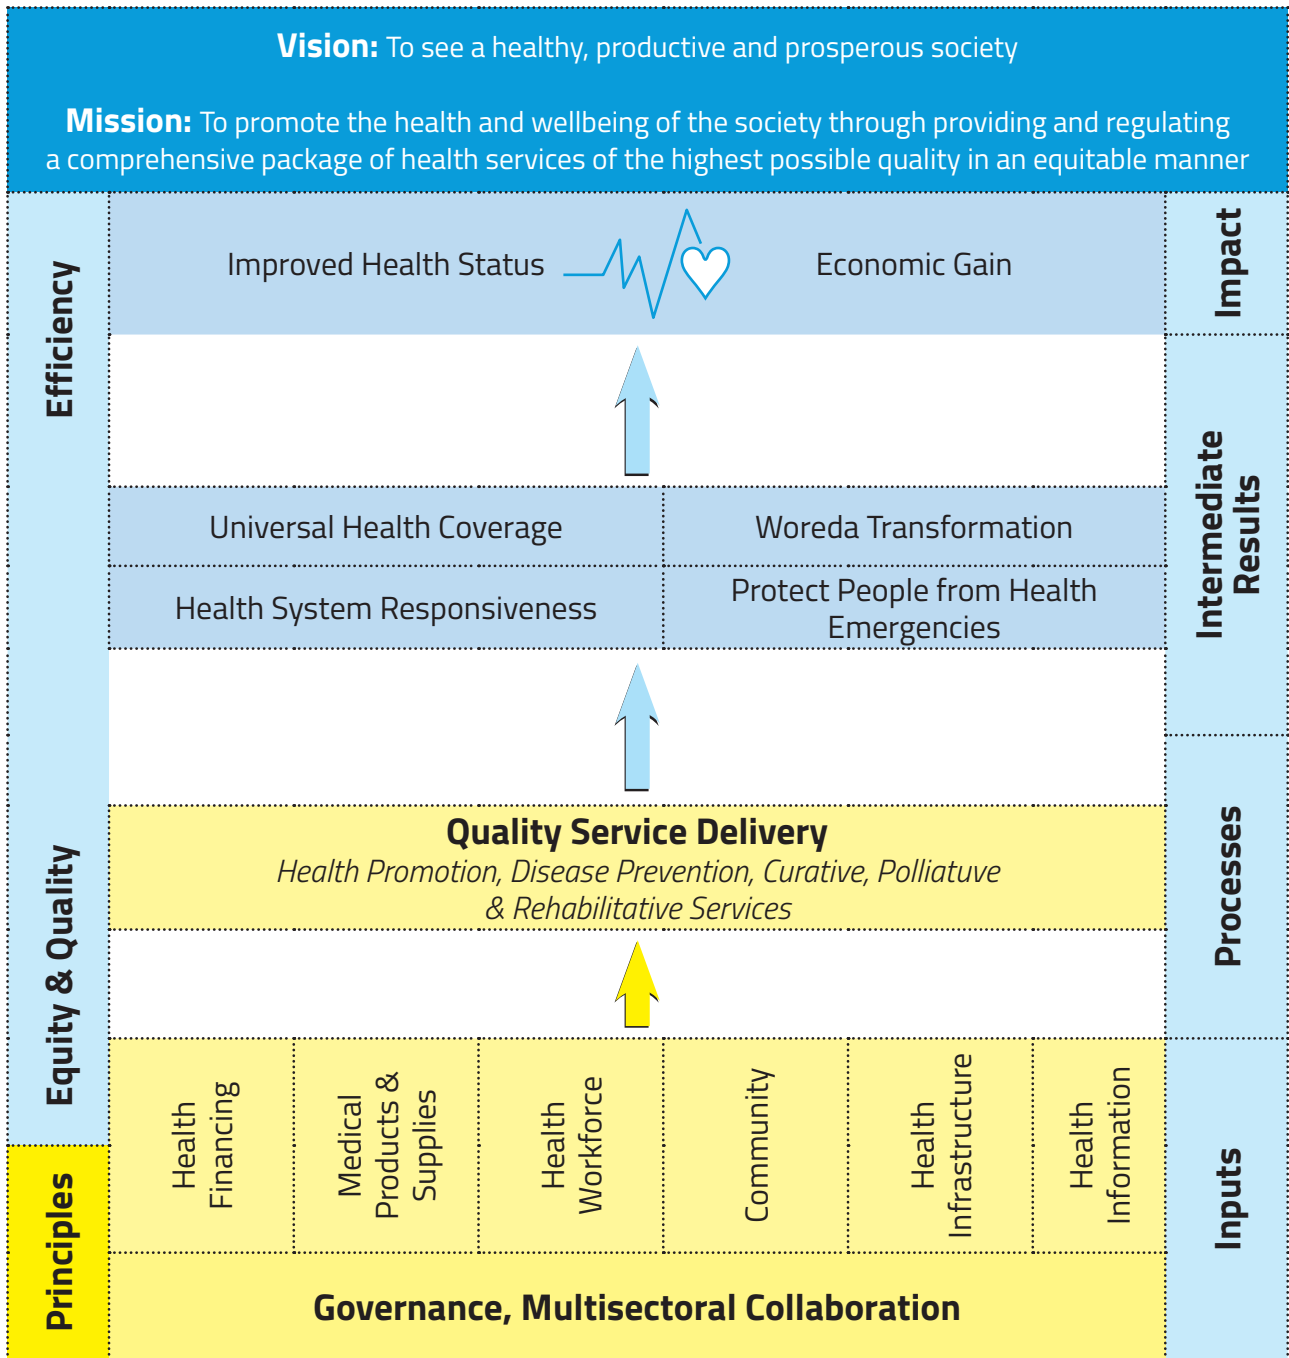 Vision: To see a healthy, productive and prosperous society
Mission: To promote the health and wellbeing of the society through providing and regulating
a comprehensive package of health services of the highest possible quality in an equitable manner
Efficiency
Improved Health Status
Economic Gain
Impact
Universal Health Coverage
Woreda Transformation
Health System Responsiveness
Protect People from Health
Emergencies
Intermediate
Results
Equity & Quality
Quality Service Delivery
Health Promotion, Disease Prevention, Curative, Polliatuve
& Rehabilitative Services
Processes
Health
Financing
Medical
Products &
Supplies
Health
Workforce
Community
Health
Infrastructure
Health
Information
Inputs
Principles
Governance, Multisectoral Collaboration